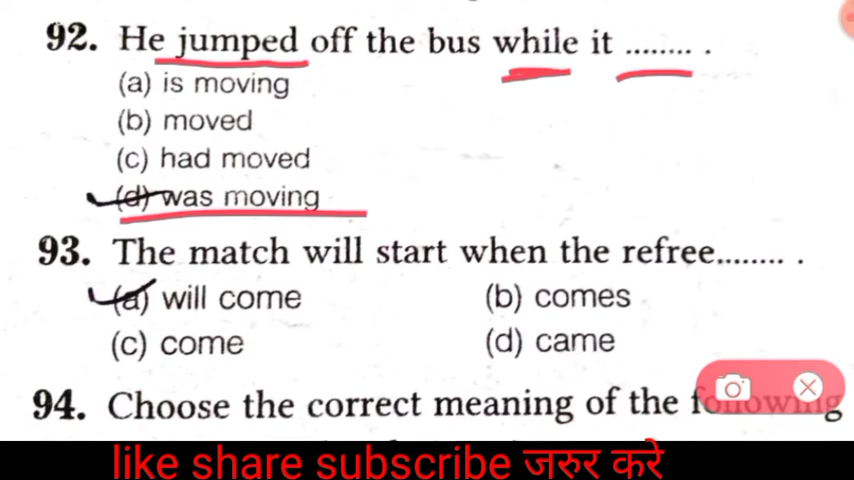 92. He jumped off the bus while it ........ .
(a) is moving
(b) moved
(c) had moved
(d) was moving
93. The match will start when the refree........ .
(a) will come (b) comes
(c) come (d) came
94. Choose the correct meaning of the following
like share subscribe जरुर करे